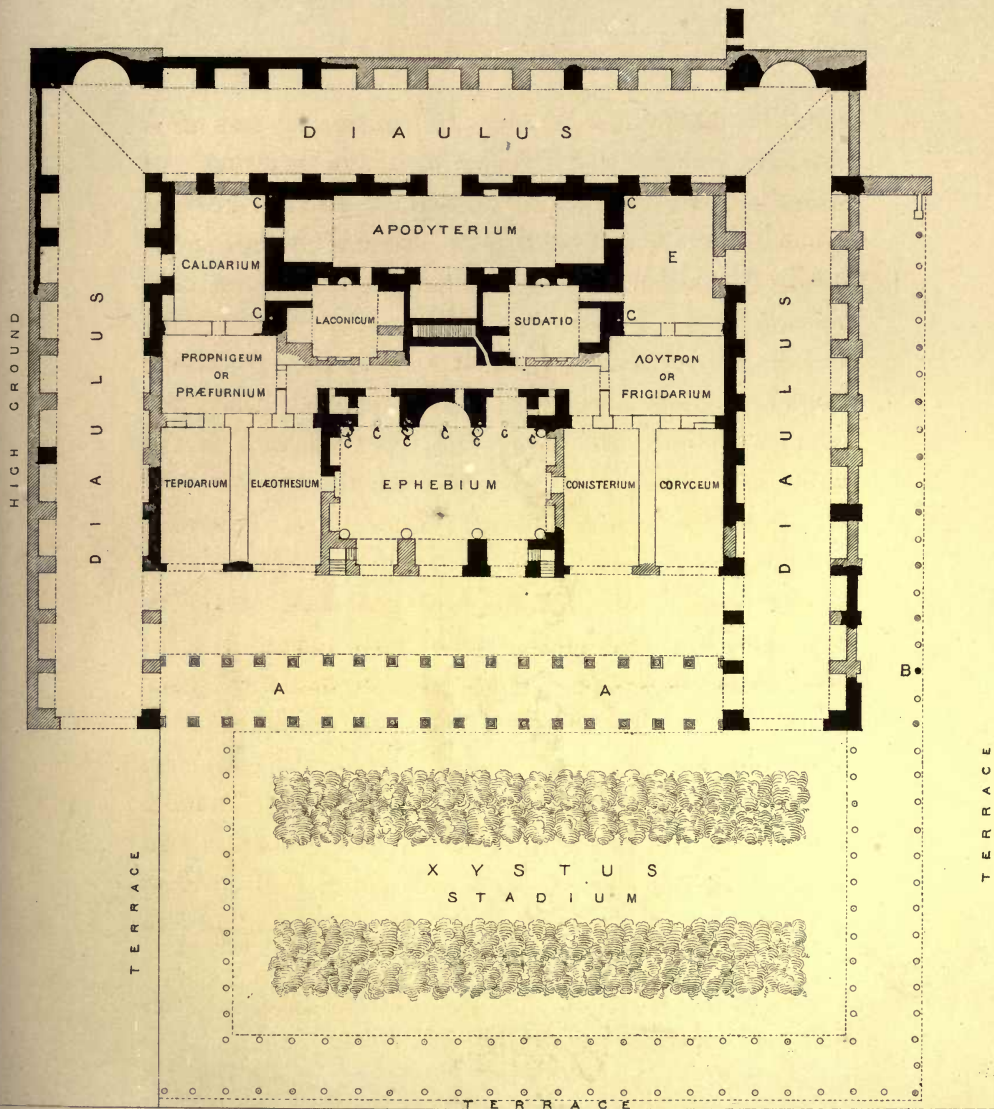 DIAULUS
APODYTERIUM
C
C
CALDARIUM
E
C
C
LACONICUM
SUDATIO
HIGH GROUND
DIAULUS
DIAULUS
PROPNIGEUM
OR
PRÆFURNIUM
ΛΟΥΤΡΟΝ
OR
FRIGIDARIUM
C C C C C
C C C
TEPIDARIUM
ELÆOTHESIUM
EPHEBIUM
CONISTERIUM
CORYCEUM
A
A
B
TERRACE
XYSTUS
STADIUM
TERRACE
TERRACE